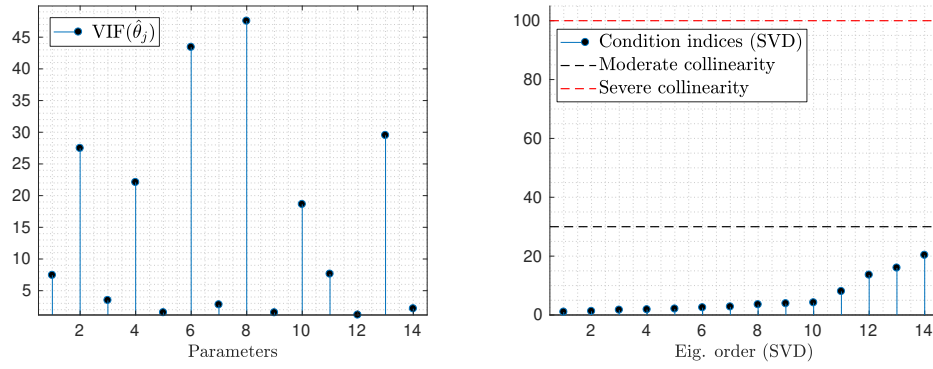 VIF(θ̂_j)
45
40
35
30
25
20
15
10
5
2 4 6 8 10 12 14
Parameters
Condition indices (SVD)
Moderate collinearity
Severe collinearity
100
80
60
40
20
0
2 4 6 8 10 12 14
Eig. order (SVD)